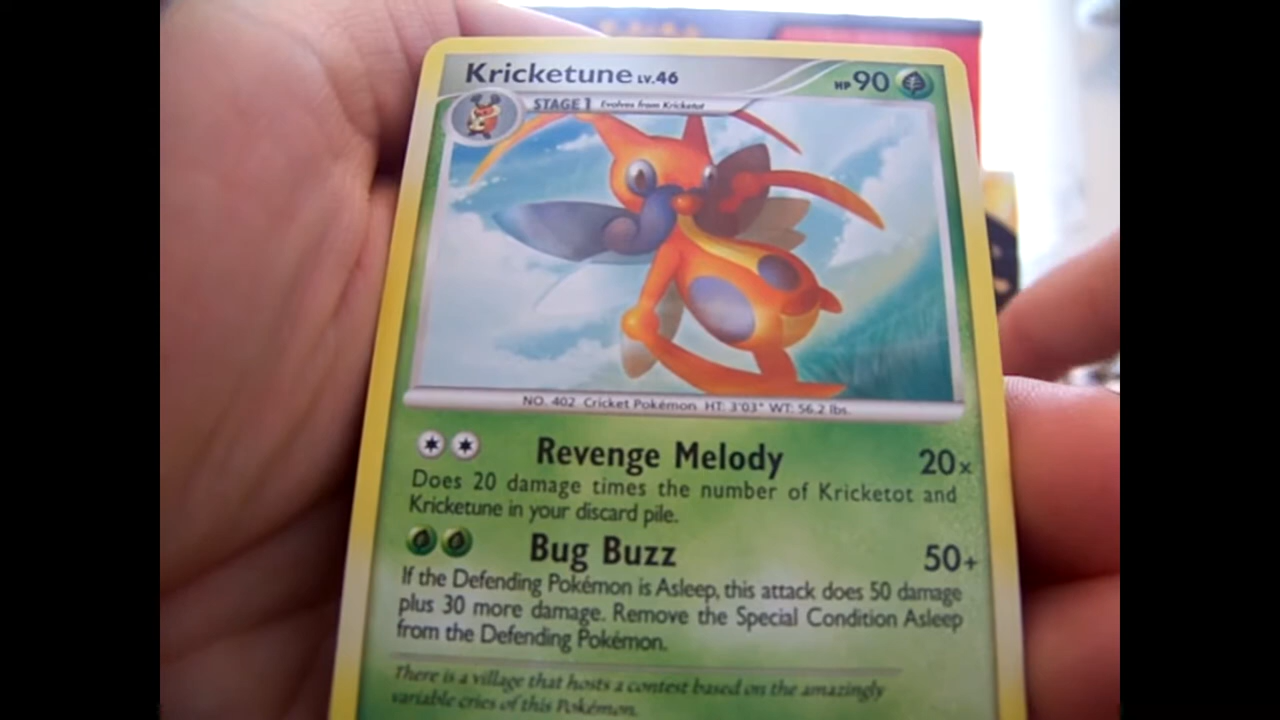 Kricketune LV.46 HP 90
STAGE 1 Evolves from Kricketot
NO. 402 Cricket Pokémon HT: 3'03" WT: 56.2 lbs.
Revenge Melody 20x
Does 20 damage times the number of Kricketot and
Kricketune in your discard pile.
Bug Buzz 50+
If the Defending Pokémon is Asleep, this attack does 50 damage
plus 30 more damage. Remove the Special Condition Asleep
from the Defending Pokémon.
There is a village that hosts a contest based on the amazingly
variable cries of this Pokémon.